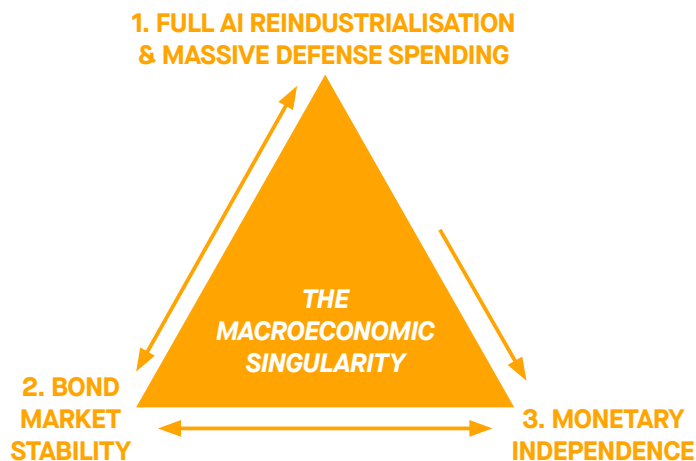 1. FULL AI REINDUSTRIALISATION
& MASSIVE DEFENSE SPENDING
THE
MACROECONOMIC
SINGULARITY
2. BOND
MARKET
STABILITY
3. MONETARY
INDEPENDENCE